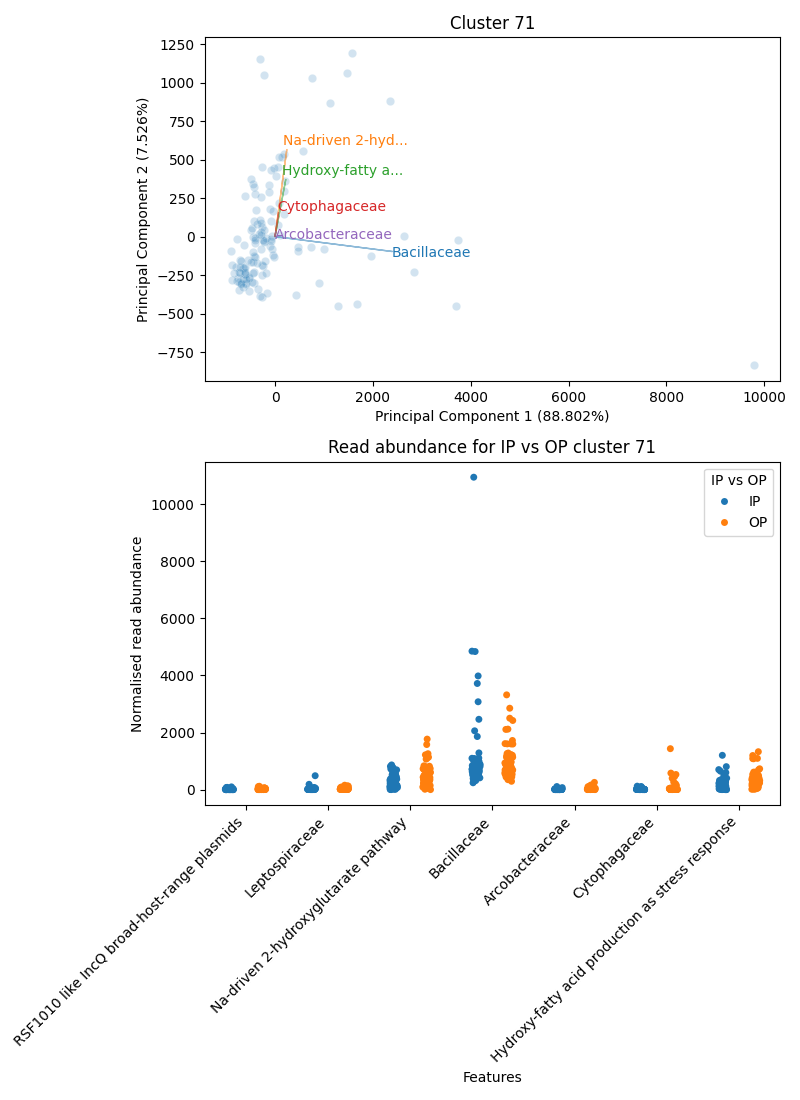 Cluster 71
1250
1000
750
500
250
0
−250
−500
−750
Principal Component 2 (7.526%)
Na-driven 2-hyd...
Hydroxy-fatty a...
Cytophagaceae
Arcobacteraceae
Bacillaceae
0 2000 4000 6000 8000 10000
Principal Component 1 (88.802%)
Read abundance for IP vs OP cluster 71
IP vs OP
IP
OP
10000
8000
6000
4000
2000
0
Normalised read abundance
RSF1010 like IncQ broad-host-range plasmids
Leptospiraceae
Na-driven 2-hydroxyglutarate pathway
Bacillaceae
Arcobacteraceae
Cytophagaceae
Hydroxy-fatty acid production as stress response
Features